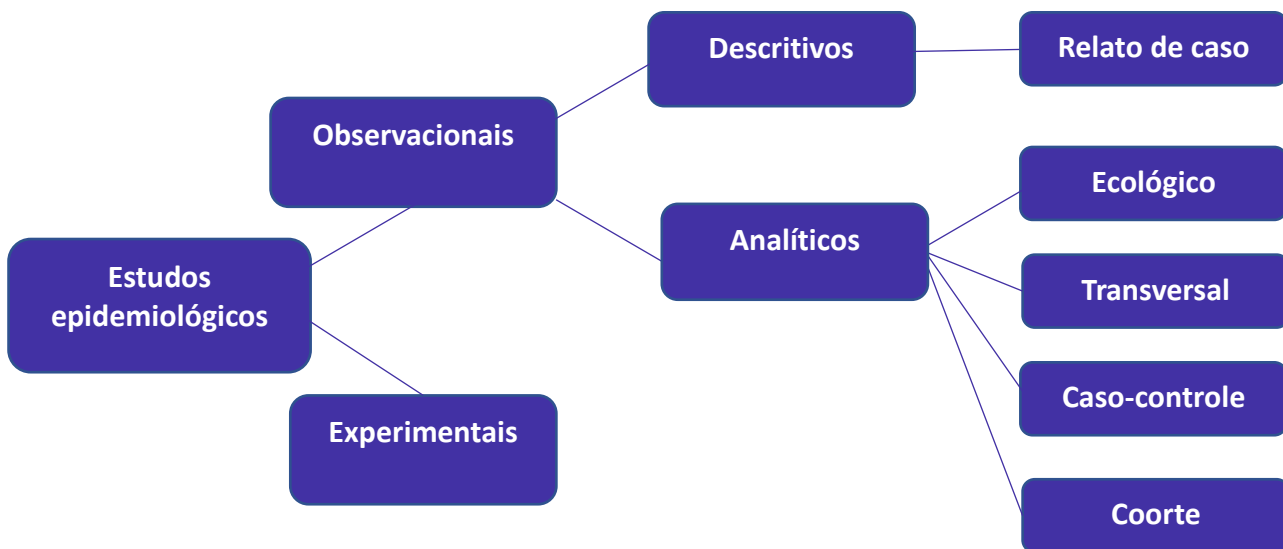 Descritivos
Relato de caso
Observacionais
Ecológico
Analíticos
Estudos
epidemiológicos
Transversal
Caso-controle
Experimentais
Coorte